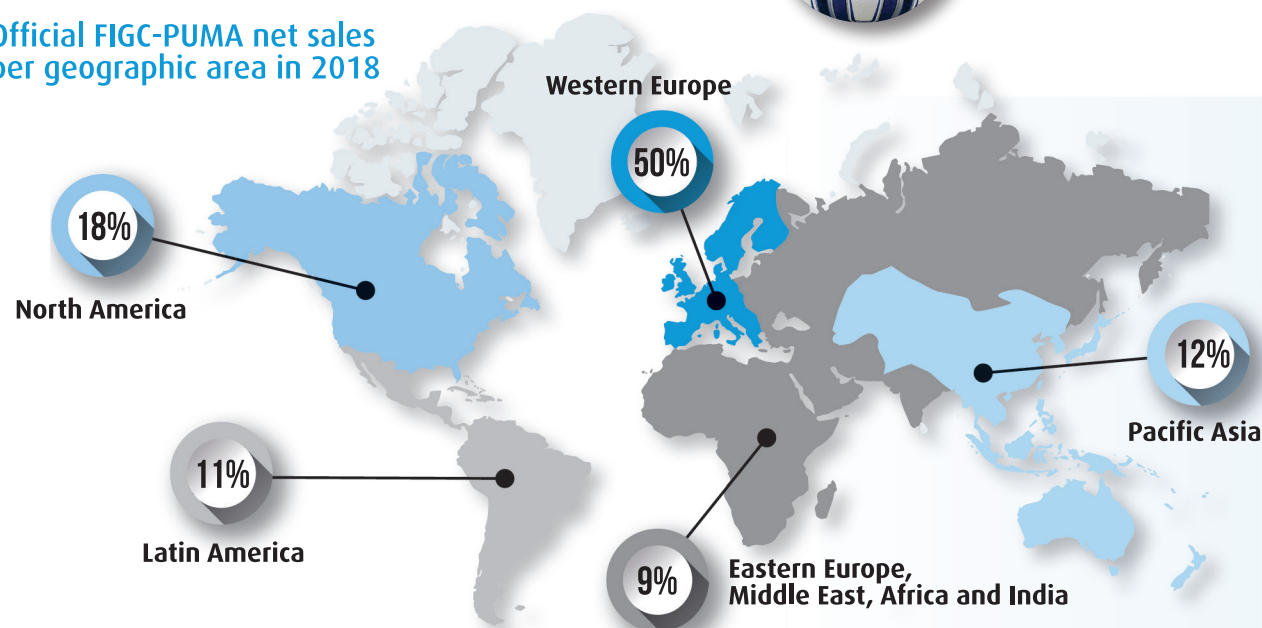 Official FIGC-PUMA net sales
per geographic area in 2018
Western Europe
50%
18%
North America
12%
Pacific Asia
11%
Latin America
9%
Eastern Europe,
Middle East, Africa and India